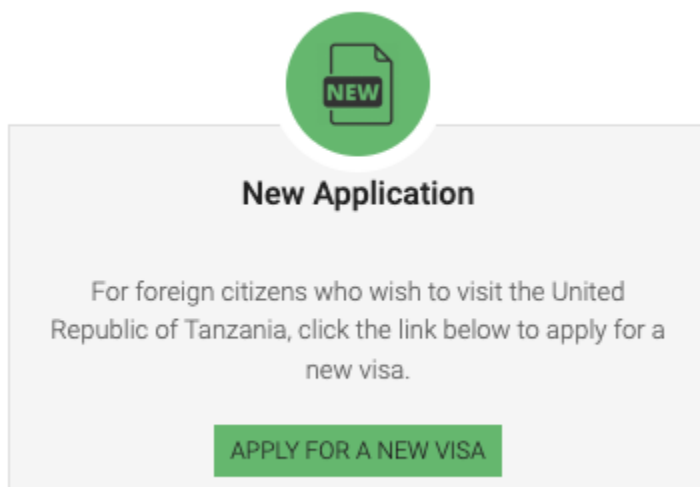 NEW
New Application
For foreign citizens who wish to visit the United
Republic of Tanzania, click the link below to apply for a
new visa.
APPLY FOR A NEW VISA